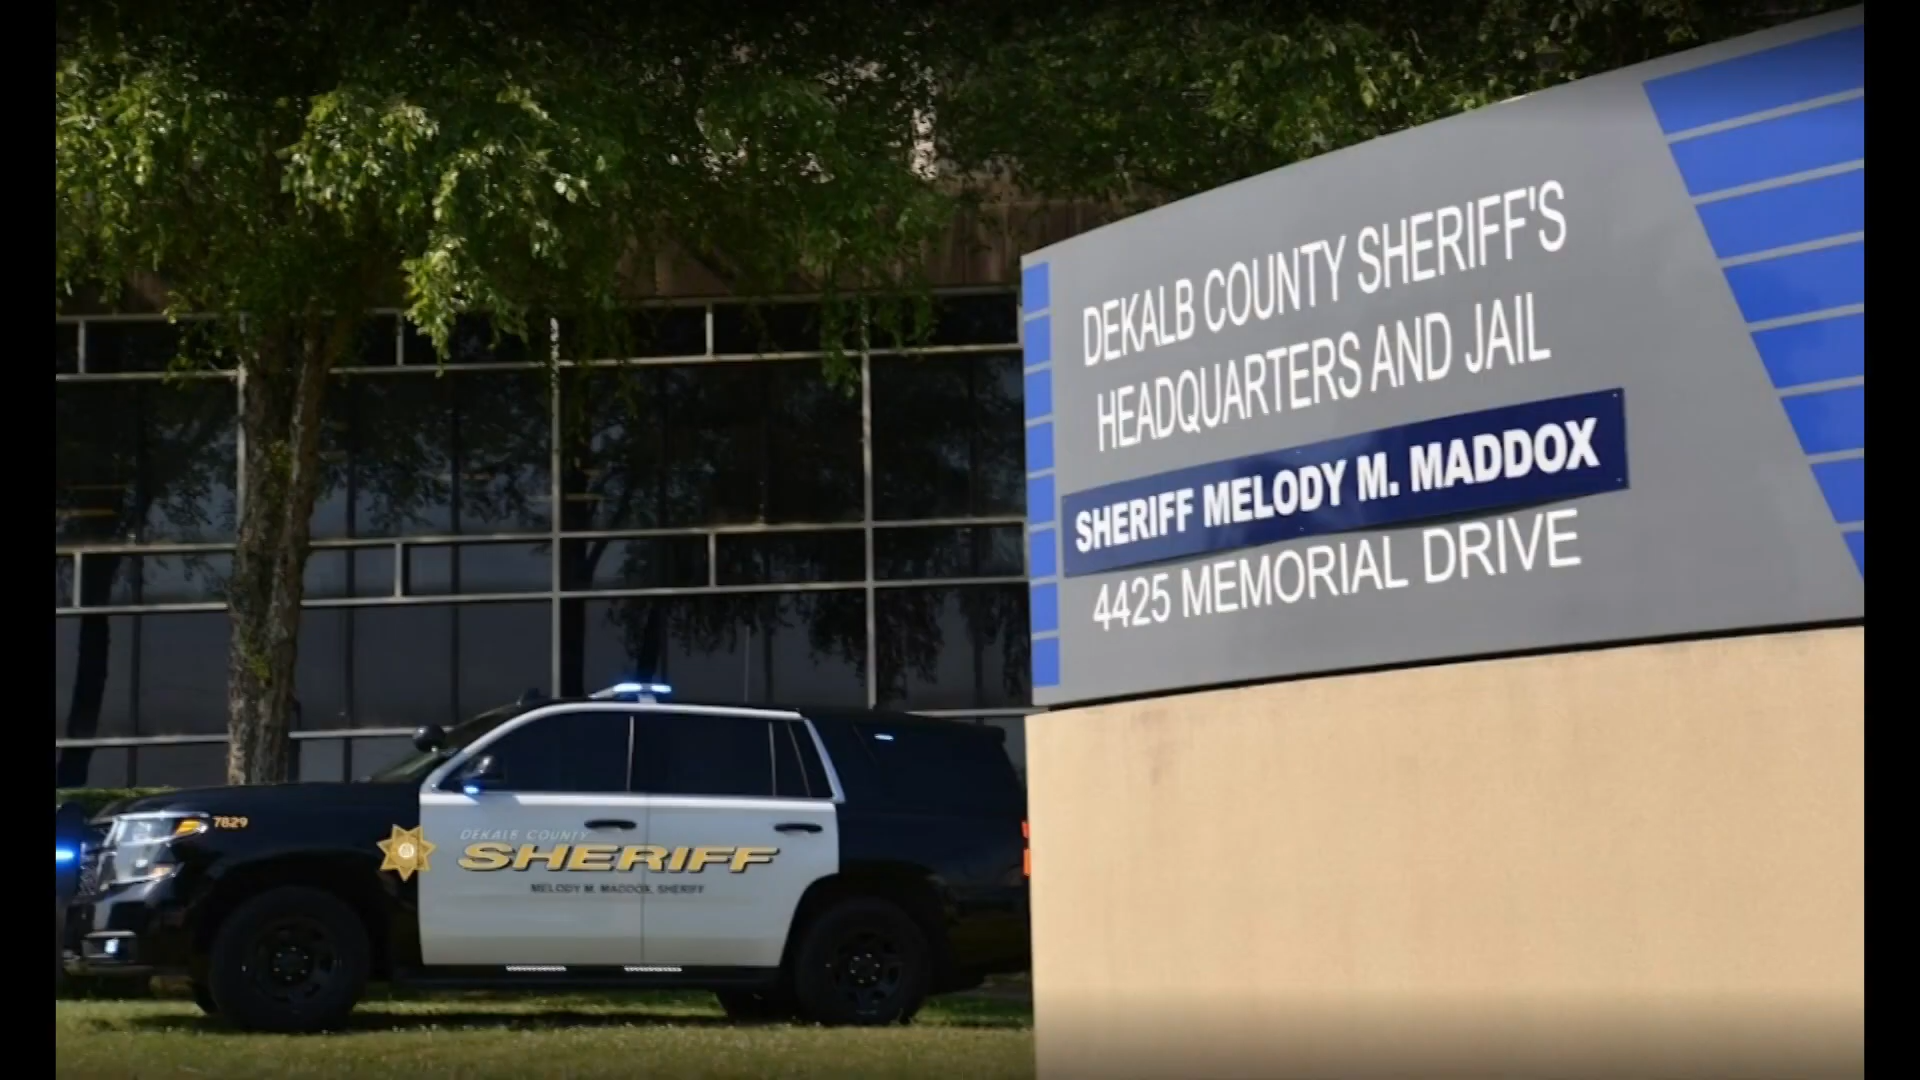 DEKALB COUNTY SHERIFF'S
HEADQUARTERS AND JAIL
SHERIFF MELODY M. MADDOX
4425 MEMORIAL DRIVE
7829
DEKALB COUNTY
SHERIFF
MELODY M. MADDOX, SHERIFF